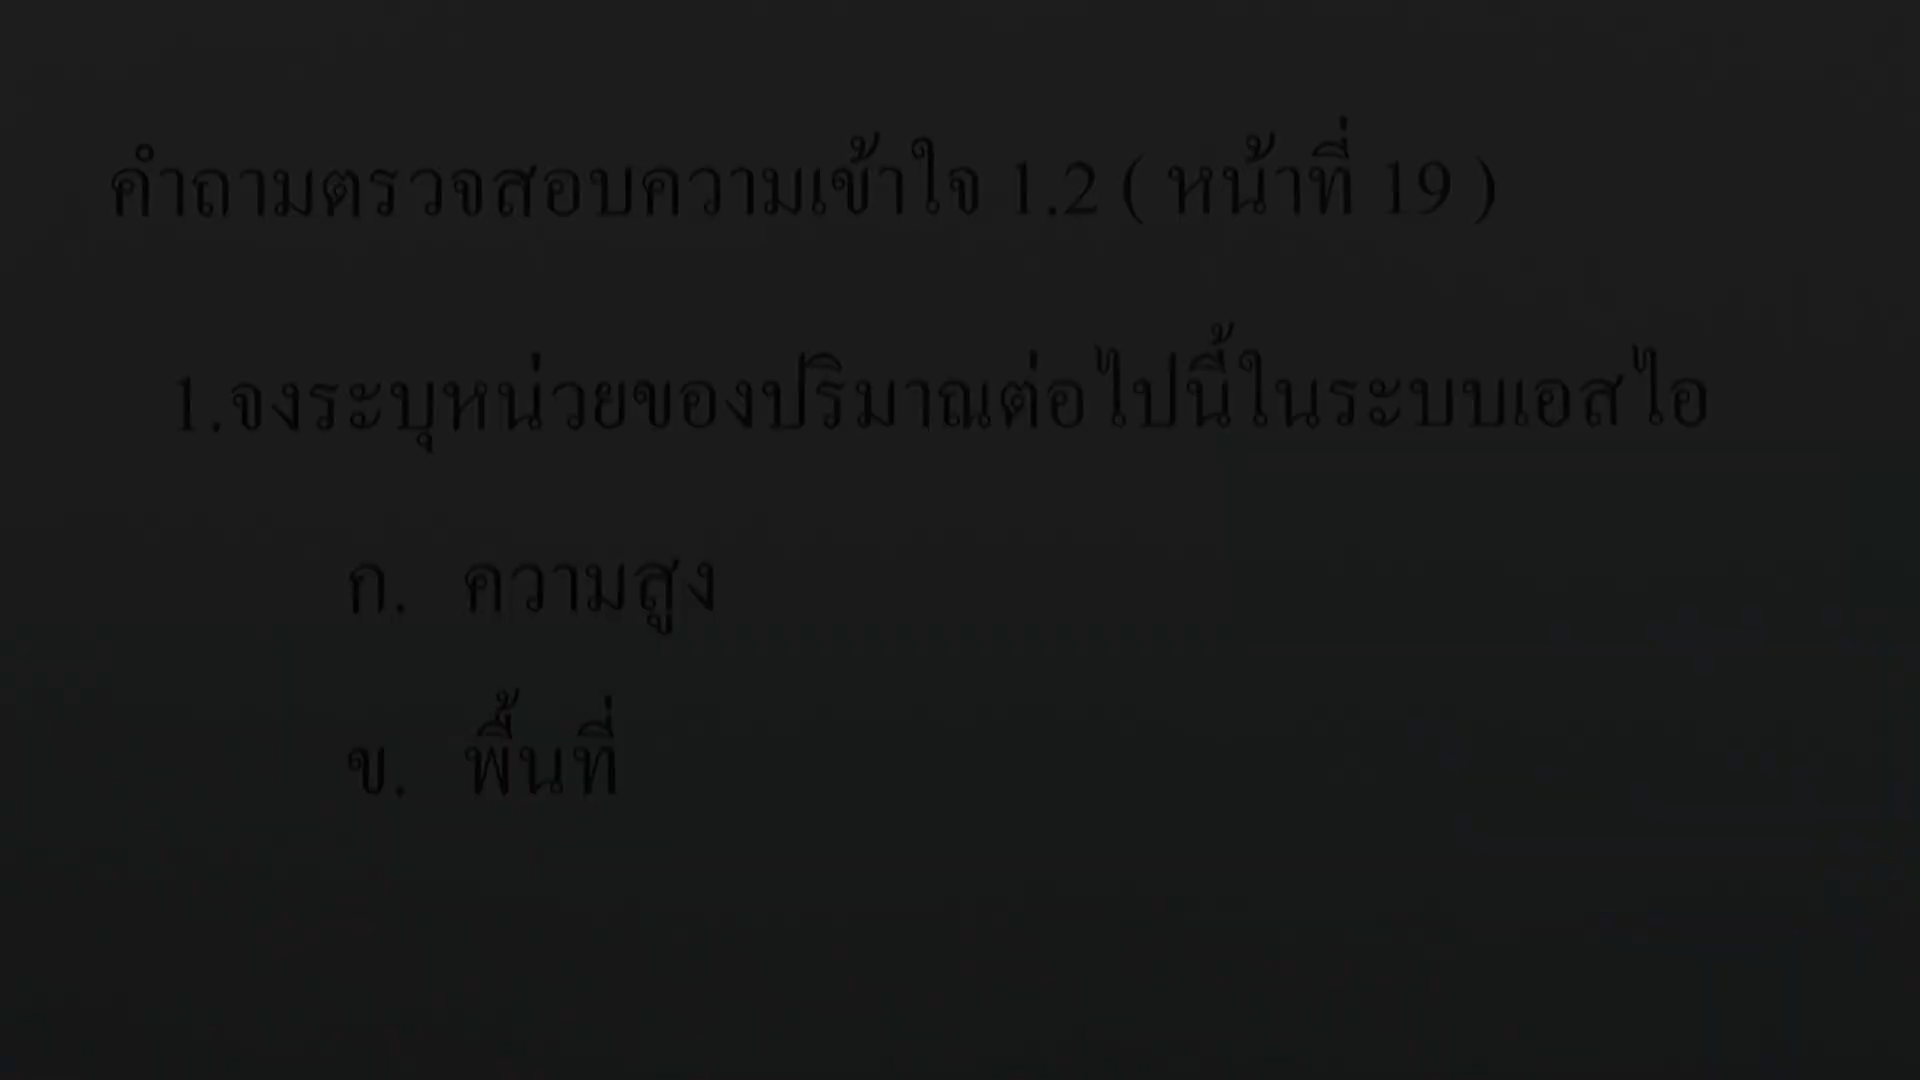 คำถามตรวจสอบความเข้าใจ 1.2 ( หน้าที่ 19 )
1.จงระบุหน่วยของปริมาณต่อไปนี้ในระบบเอสไอ
ก. ความสูง
ข. พื้นที่